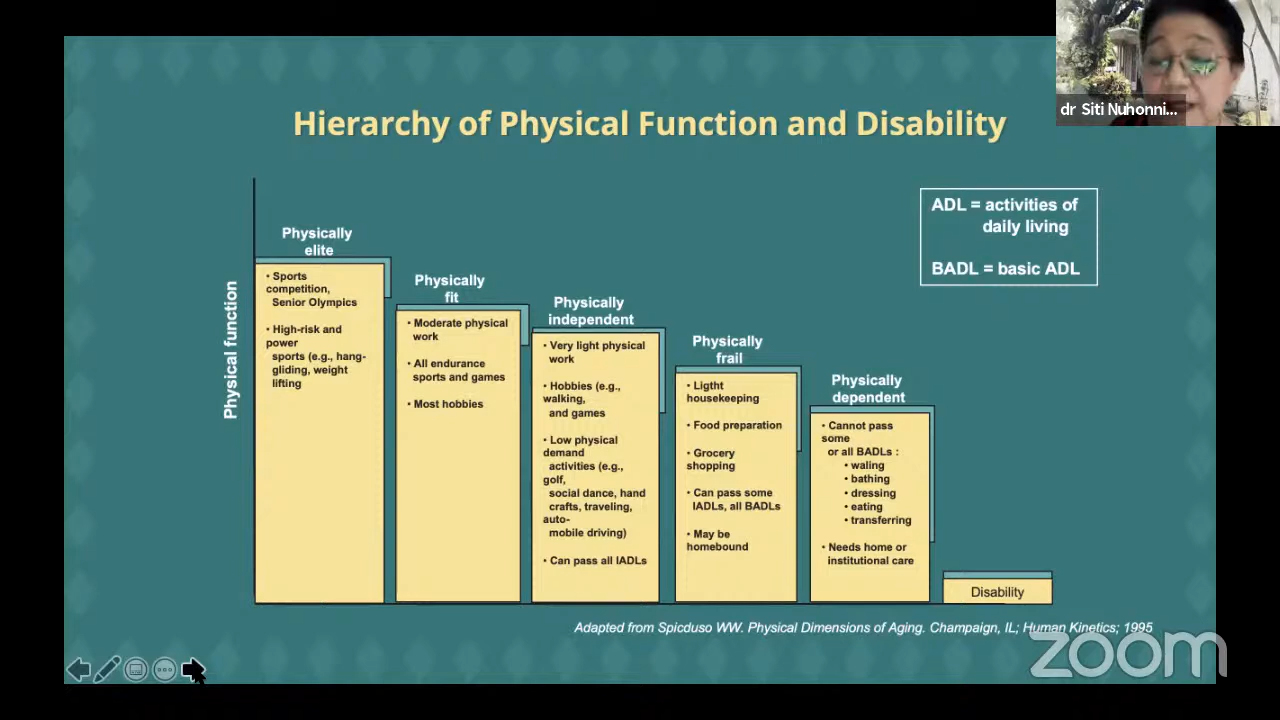 dr Siti Nuhonni...
Hierarchy of Physical Function and Disability
ADL = activities of
daily living
BADL = basic ADL
Physical function
Physically
elite
• Sports
competition,
Senior Olympics
• High-risk and
power
sports (e.g., hang-
gliding, weight
lifting
Physically
fit
• Moderate physical
work
• All endurance
sports and games
• Most hobbies
Physically
independent
• Very light physical
work
• Hobbies (e.g.,
walking,
and games
• Low physical
demand
activities (e.g.,
golf,
social dance, hand
crafts, traveling,
auto-
mobile driving)
• Can pass all IADLs
Physically
frail
• Ligtht
housekeeping
• Food preparation
• Grocery
shopping
• Can pass some
IADLs, all BADLs
• May be
homebound
Physically
dependent
• Cannot pass
some
or all BADLs :
• waling
• bathing
• dressing
• eating
• transferring
• Needs home or
institutional care
Disability
Adapted from Spicduso WW. Physical Dimensions of Aging. Champaign, IL; Human Kinetics; 1995
zoom